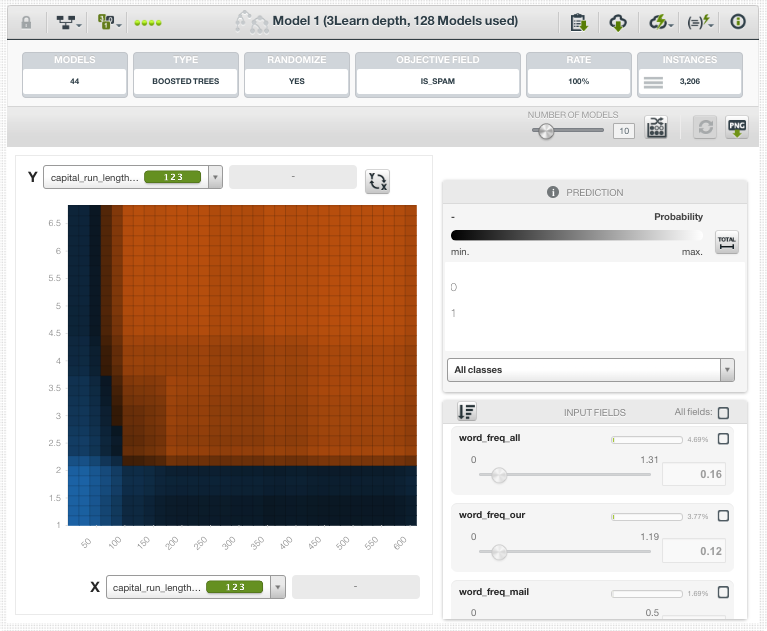 Model 1 (3Learn depth, 128 Models used)
MODELS
44
TYPE
BOOSTED TREES
RANDOMIZE
YES
OBJECTIVE FIELD
IS_SPAM
RATE
100%
INSTANCES
3,206
NUMBER OF MODELS
10
PNG
Y
capital_run_length... 123
-
Y
X
6.5
6
5.5
5
4.5
4
3.5
3
2.5
2
1.5
1
50
100
150
200
250
300
350
400
450
500
550
600
X
capital_run_length... 123
-
PREDICTION
-
Probability
TOTAL
min.
max.
0
1
All classes
INPUT FIELDS
All fields:
word_freq_all
4.69%
0
1.31
0.16
word_freq_our
3.77%
0
1.19
0.12
word_freq_mail
1.69%
0
0.5